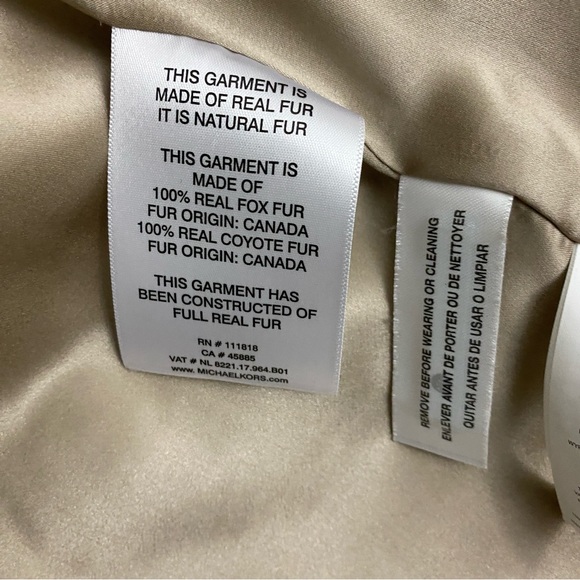 THIS GARMENT IS
MADE OF REAL FUR
IT IS NATURAL FUR
THIS GARMENT IS
MADE OF
100% REAL FOX FUR
FUR ORIGIN: CANADA
100% REAL COYOTE FUR
FUR ORIGIN: CANADA
THIS GARMENT HAS
BEEN CONSTRUCTED OF
FULL REAL FUR
RN # 111818
CA # 45885
VAT # NL 8221.17.964.B01
www. MICHAELKORS.com
REMOVE BEFORE WEARING OR CLEANING
ENLEVER AVANT DE PORTER OU DE NETTOYER
QUITAR ANTES DE USAR O LIMPIAR